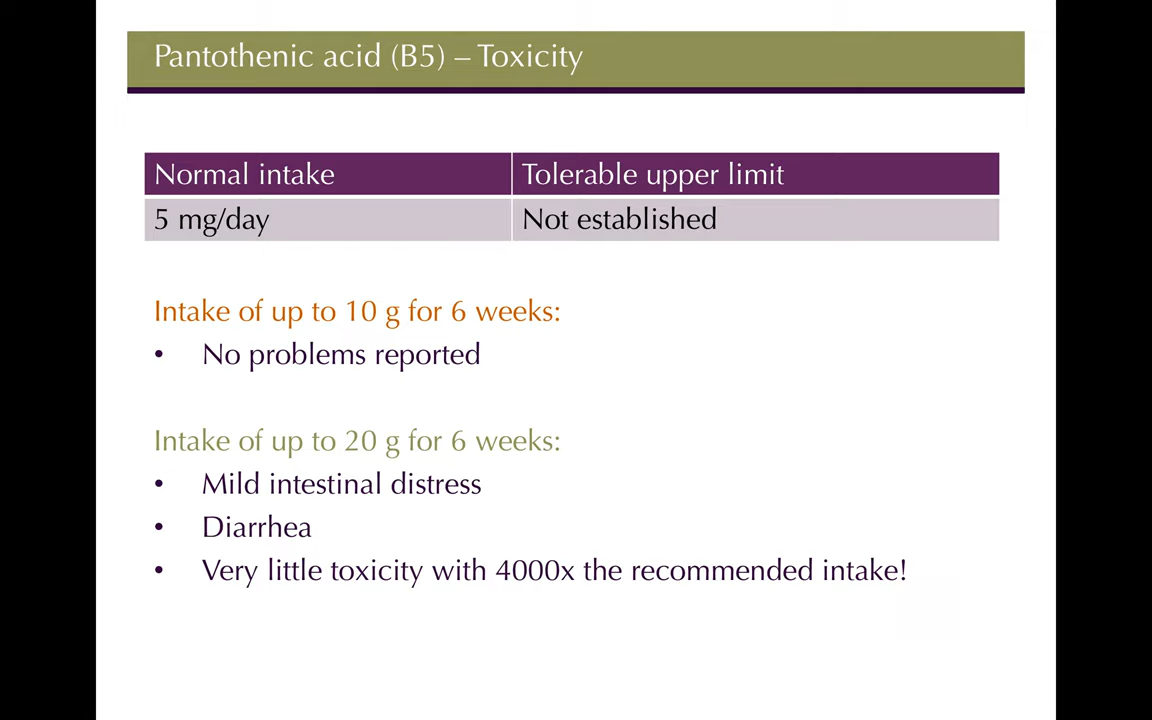 Pantothenic acid (B5) – Toxicity
Normal intake Tolerable upper limit
5 mg/day Not established
Intake of up to 10 g for 6 weeks:
• No problems reported
Intake of up to 20 g for 6 weeks:
• Mild intestinal distress
• Diarrhea
• Very little toxicity with 4000x the recommended intake!